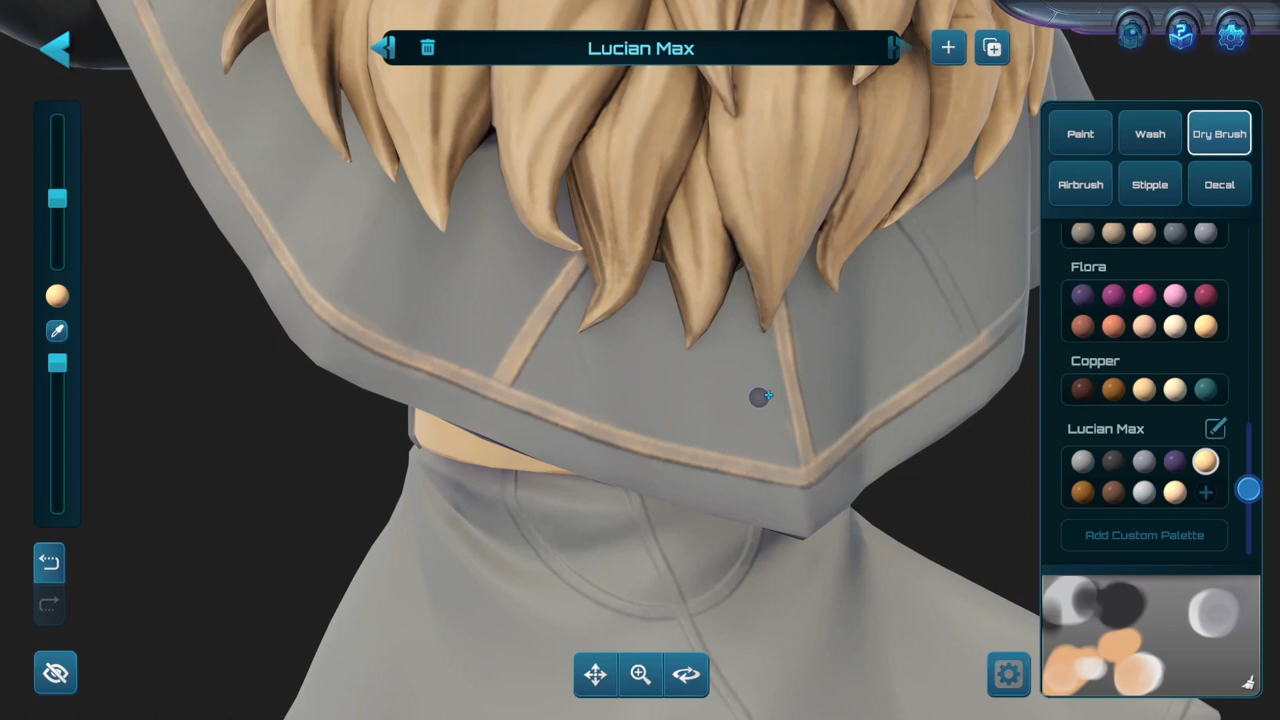 Lucian Max
Paint
Wash
Dry Brush
Airbrush
Stipple
Decal
Flora
Copper
Lucian Max
Add Custom Palette